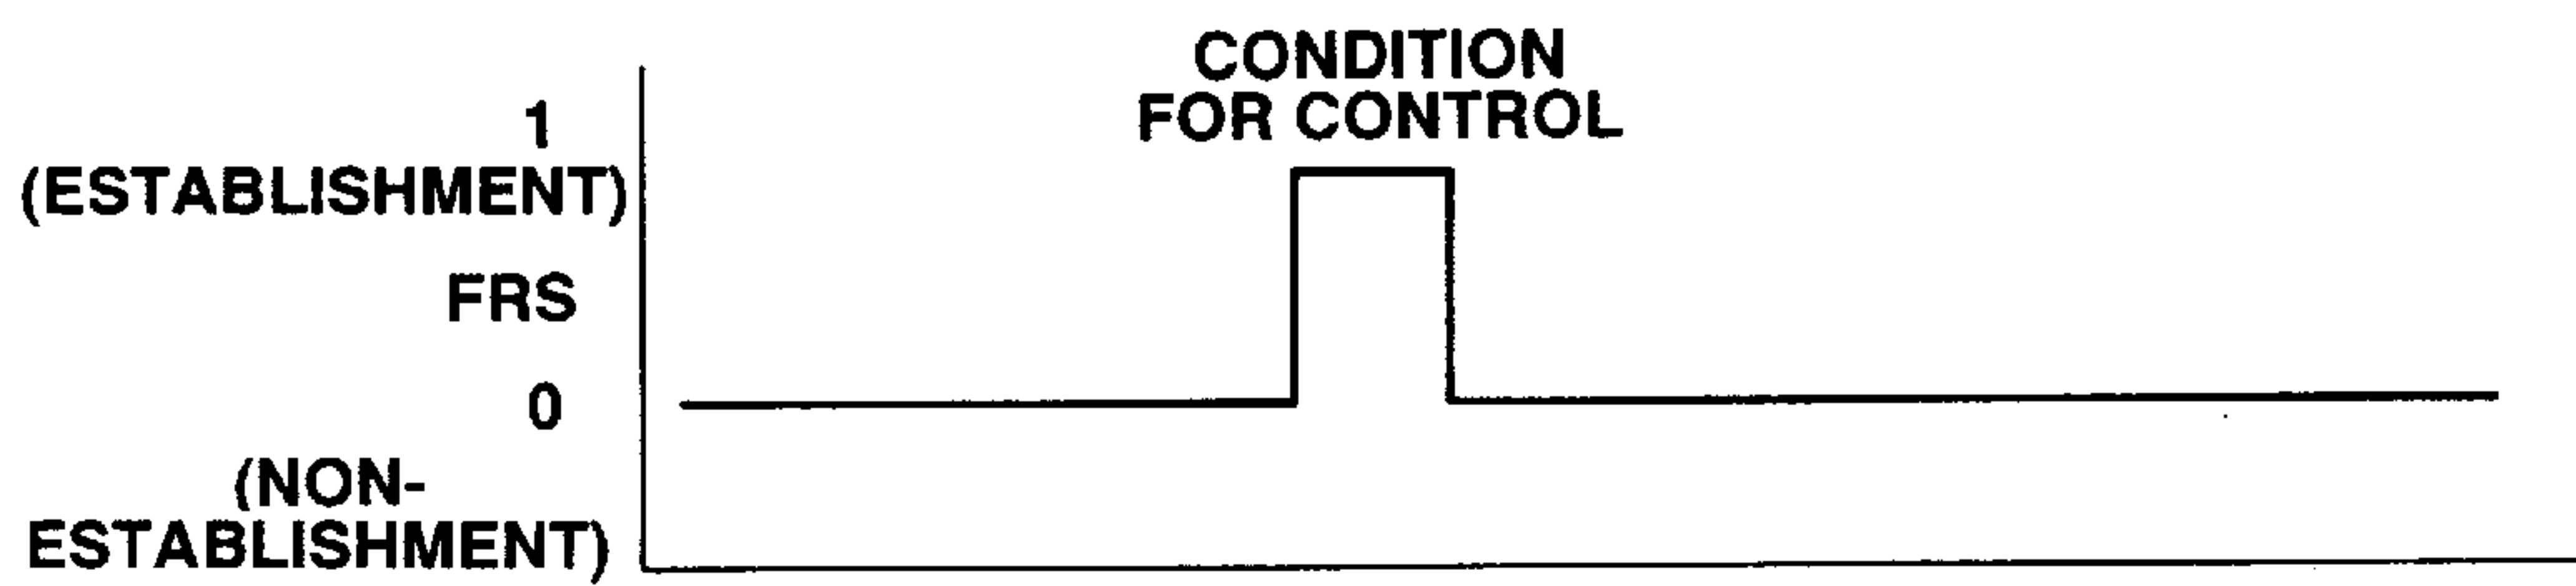 CONDITION
FOR CONTROL
1
(ESTABLISHMENT)
FRS
0
(NON-
ESTABLISHMENT)